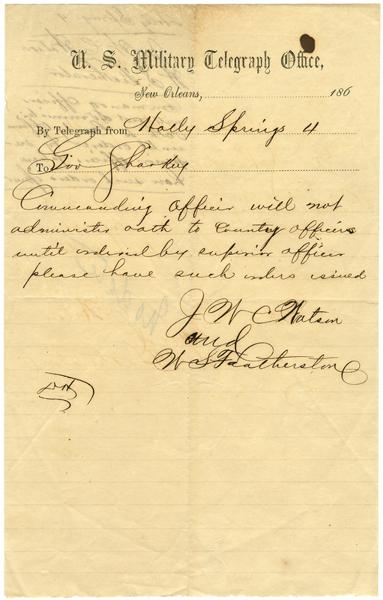 U. S. Military Telegraph Office,
New Orleans, 186
By Telegraph from Holly Springs 4
To Gov Sharkey
Commanding Officer will not
administer oath to County officers
until ordered by superior officer
please have such orders issued
J W C Watson
and
W S Featherston
DH